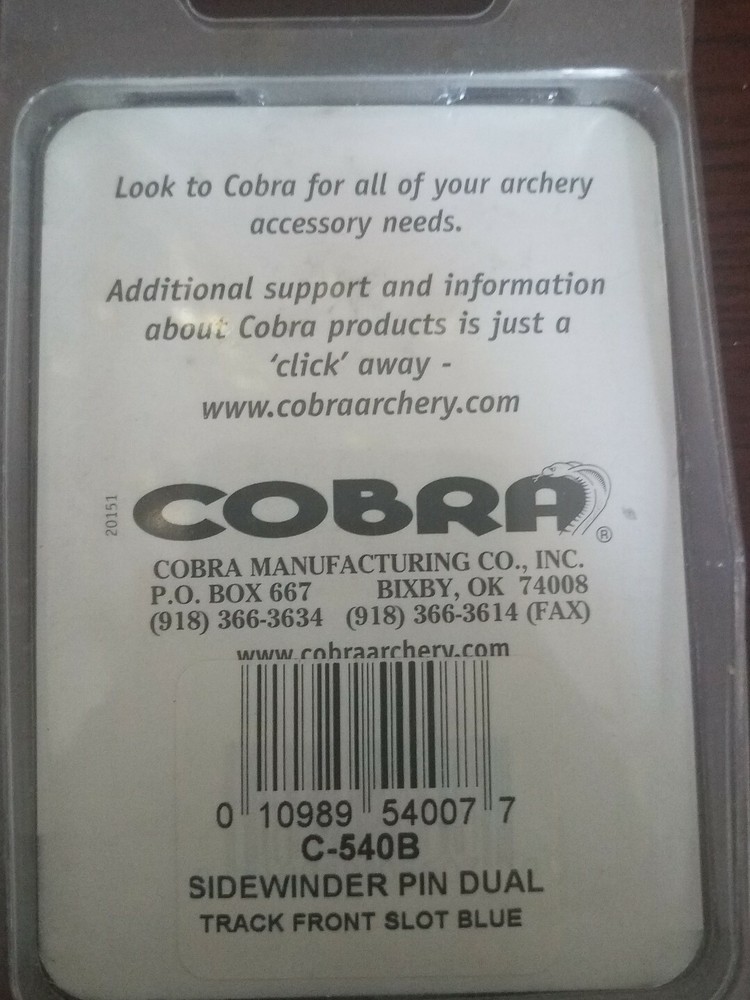 Look to Cobra for all of your archery
accessory needs.
Additional support and information
about Cobra products is just a
‘click’ away -
www.cobraarchery.com
20151
COBRA®
COBRA MANUFACTURING CO., INC.
P.O. BOX 667 BIXBY, OK 74008
(918) 366-3634 (918) 366-3614 (FAX)
www.cobraarchery.com
0 10989 54007 7
C-540B
SIDEWINDER PIN DUAL
TRACK FRONT SLOT BLUE